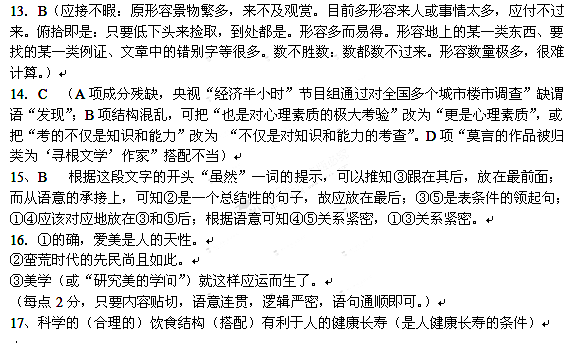 13. B（应接不暇：原形容景物繁多，来不及观赏。目前多形容来人或事情太多，应付不过
来。俯拾即是：只要低下头来捡取，到处都是。形容多而易得。形容地上的某一类东西、要
找的某一类例证、文章中的错别字等很多。数不胜数：数都数不过来。形容数量极多，很难
计算。）
14. C （A 项成分残缺，央视“经济半小时”节目组通过对全国多个城市楼市调查”缺谓
语“发现”；B 项结构混乱，可把“也是对心理素质的极大考验”改为“更是心理素质”，或
把“考的不仅是知识和能力”改为 “不仅是对知识和能力的考查”。D 项“莫言的作品被归
类为‘寻根文学’作家”搭配不当）
15、B 根据这段文字的开头“虽然”一词的提示，可以推知③跟在其后，放在最前面；
而从语意的承接上，可知②是一个总结性的句子，故应放在最后；③⑤是表条件的领起句；
①④应该对应地放在③和⑤后；根据语意可知④⑤关系紧密，①③关系紧密。
16. ①的确，爱美是人的天性。
②蛮荒时代的先民尚且如此。
③美学（或“研究美的学问”）就这样应运而生了。
（每点 2 分，只要内容贴切，语意连贯，逻辑严密，语句通顺即可。）
17、科学的（合理的）饮食结构（搭配）有利于人的健康长寿（是人健康长寿的条件）